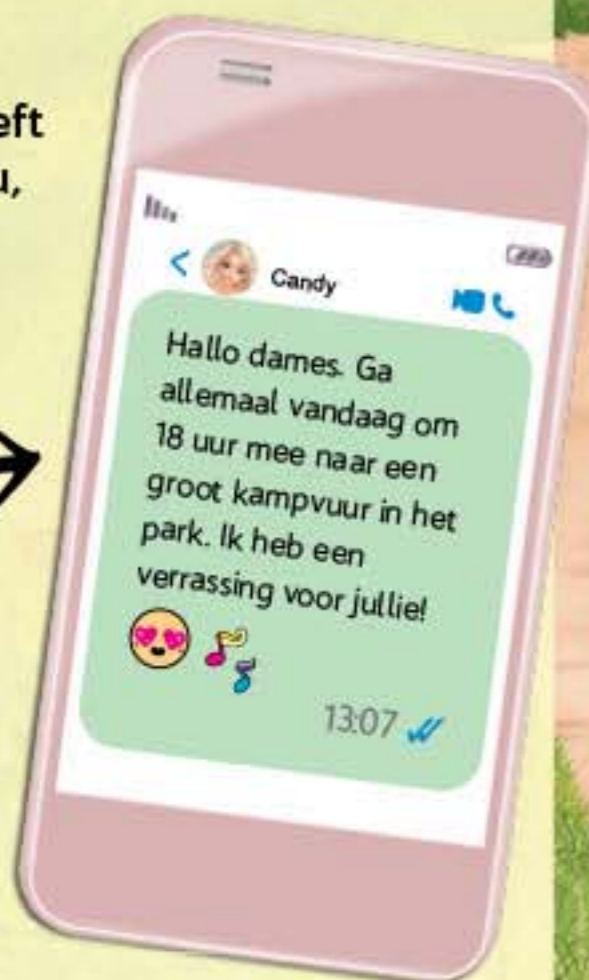 eft
u,
Candy
Hallo dames. Ga
allemaal vandaag om
18 uur mee naar een
groot kampvuur in het
park. Ik heb een
verrassing voor jullie!
13:07